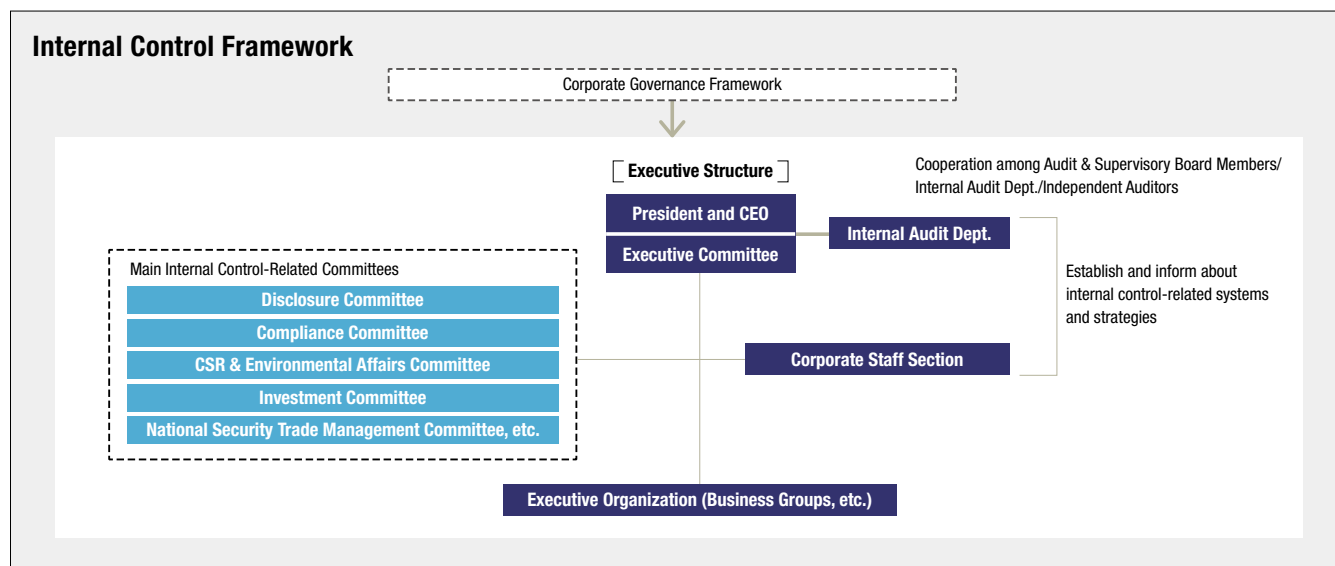 Internal Control Framework
Corporate Governance Framework
[Executive Structure]
President and CEO
Executive Committee
Cooperation among Audit & Supervisory Board Members/
Internal Audit Dept./Independent Auditors
Internal Audit Dept.
Establish and inform about
internal control-related systems
and strategies
Main Internal Control-Related Committees
Disclosure Committee
Compliance Committee
CSR & Environmental Affairs Committee
Investment Committee
National Security Trade Management Committee, etc.
Corporate Staff Section
Executive Organization (Business Groups, etc.)